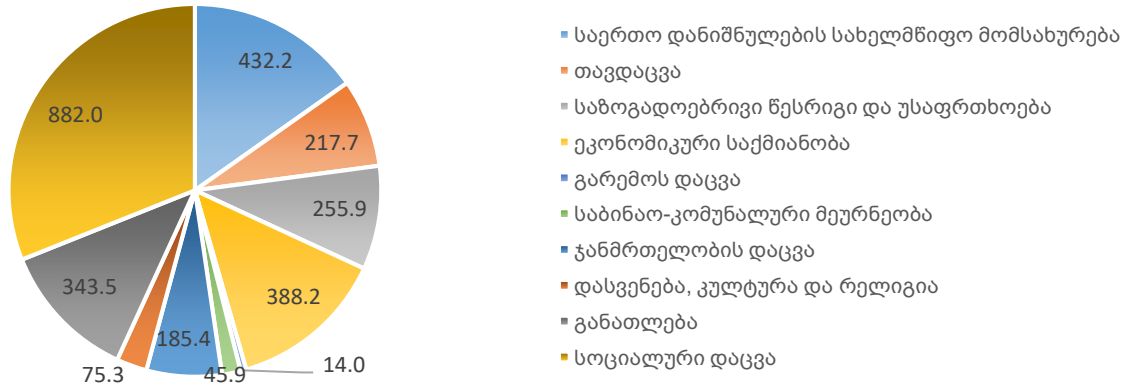 432.2
217.7
255.9
388.2
14.0
45.9
185.4
75.3
343.5
882.0
საერთო დანიშნულების სახელმწიფო მომსახურება
თავდაცვა
საზოგადოებრივი წესრიგი და უსაფრთხოება
ეკონომიკური საქმიანობა
გარემოს დაცვა
საბინაო-კომუნალური მეურნეობა
ჯანმრთელობის დაცვა
დასვენება, კულტურა და რელიგია
განათლება
სოციალური დაცვა